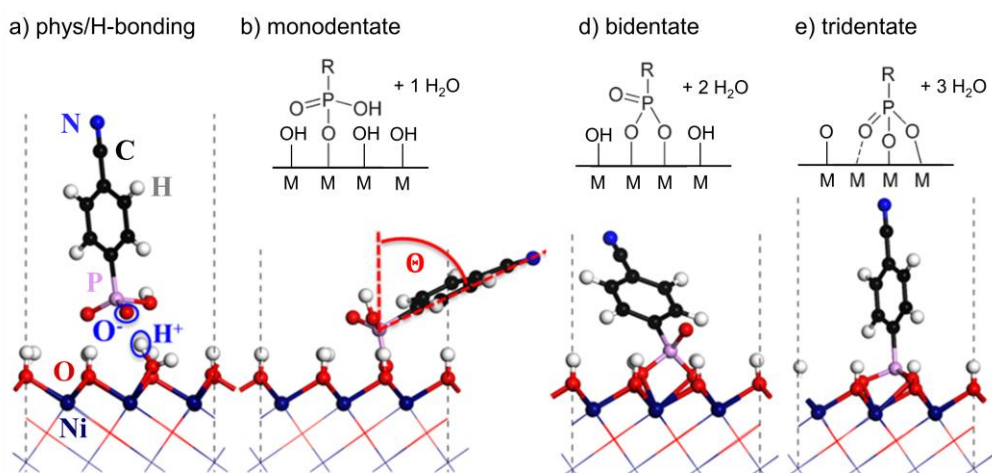 a) phys/H-bonding
b) monodentate
d) bidentate
e) tridentate
R
O P OH + 1 H₂O
OH O OH OH
M M M M
R
O P + 2 H₂O
OH O O OH
M M M M
R
P + 3 H₂O
O O O O
M M M M
N
C
H
P
O⁻
H⁺
O
Ni
Θ